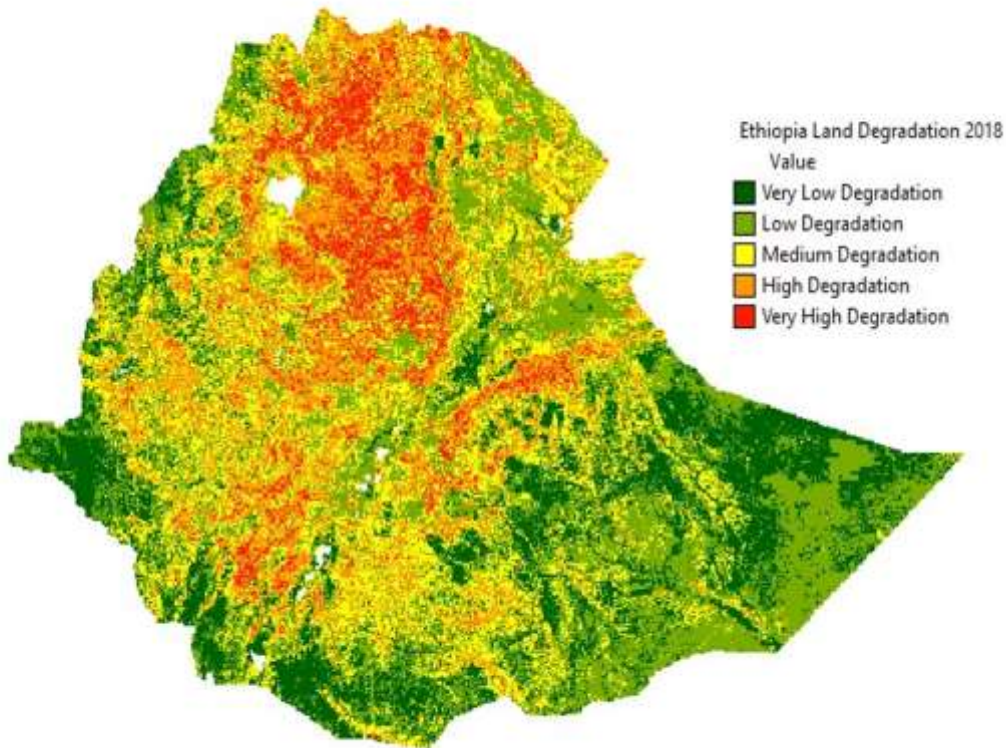 Ethiopia Land Degradation 2018
Value
Very Low Degradation
Low Degradation
Medium Degradation
High Degradation
Very High Degradation